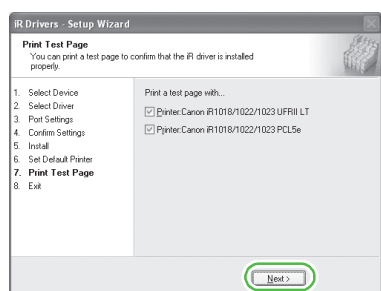 iR Drivers - Setup Wizard
Print Test Page
You can print a test page to confirm that the iR driver is installed
properly.
1. Select Device
2. Select Driver
3. Port Settings
4. Confirm Settings
5. Install
6. Set Default Printer
7. Print Test Page
8. Exit
Print a test page with...
Printer:Canon iR1018/1022/1023 UFRII LT
Printer:Canon iR1018/1022/1023 PCL5e
Next >